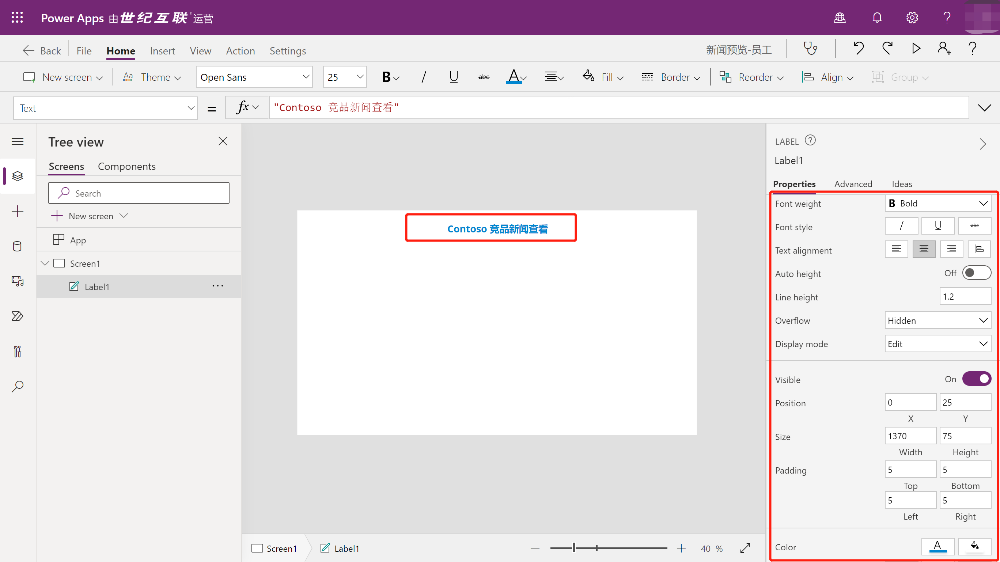 Power Apps 由世纪互联®运营
Back File Home Insert View Action Settings 新闻预览-员工
New screen Aa Theme Open Sans 25 B / U abc A Fill Border Reorder Align Group
Text = fx "Contoso 竞品新闻查看"
Tree view
Screens Components
Search
New screen
App
Screen1
Label1
Contoso 竞品新闻查看
Screen1 Label1 40 %
LABEL
Label1
Properties Advanced Ideas
Font weight B Bold
Font style / U abc
Text alignment
Auto height Off
Line height 1.2
Overflow Hidden
Display mode Edit
Visible On
Position 0 25
X Y
Size 1370 75
Width Height
Padding 5 5
Top Bottom
5 5
Left Right
Color A